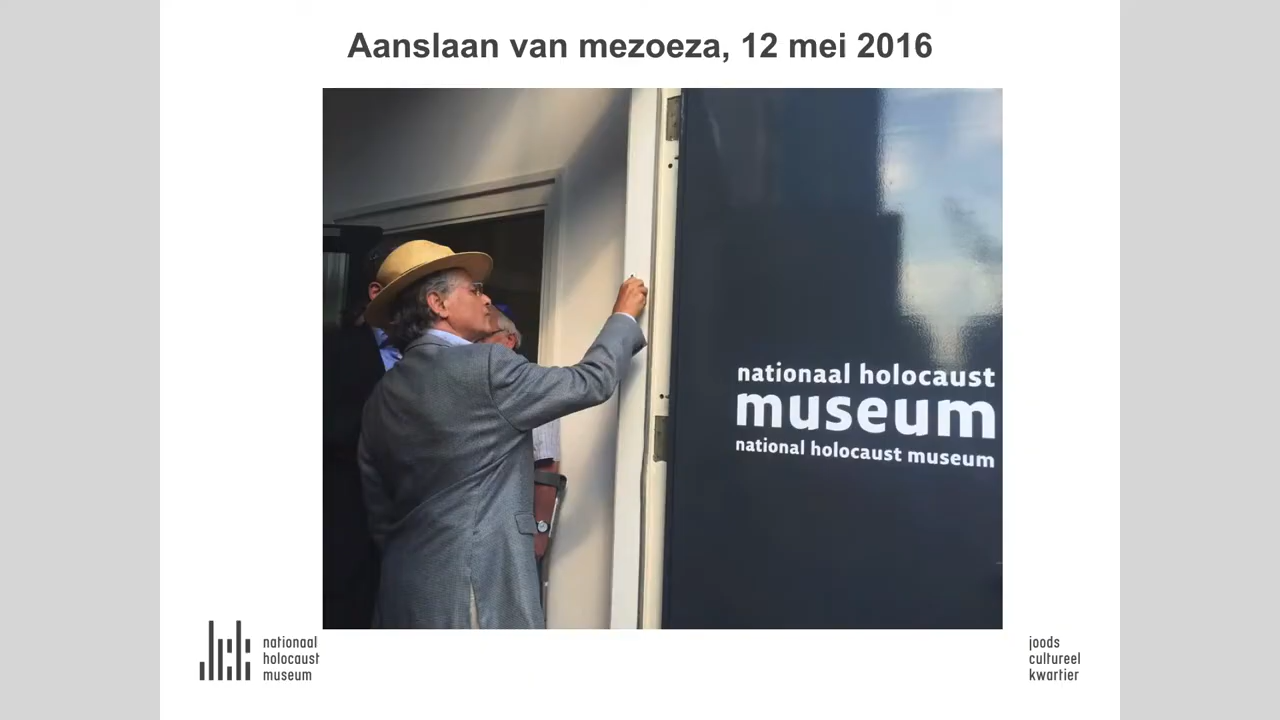 Aanslaan van mezoeza, 12 mei 2016
nationaal holocaust
museum
national holocaust museum
nationaal
holocaust
museum
joods
cultureel
kwartier